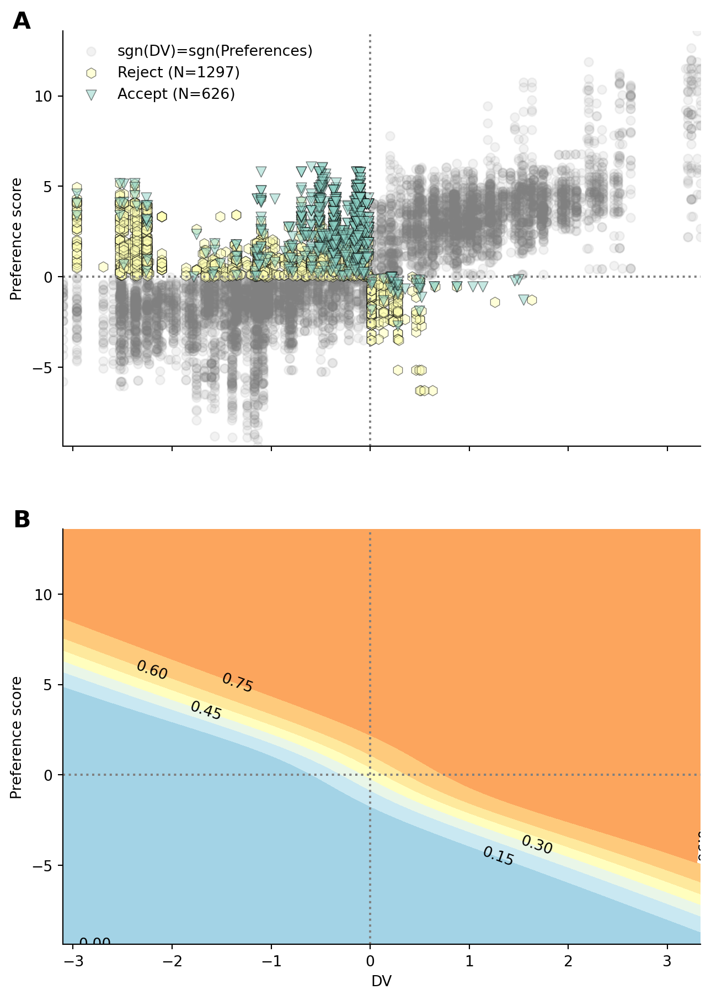 A
sgn(DV)=sgn(Preferences)
Reject (N=1297)
Accept (N=626)
10
5
0
−5
Preference score
B
10
5
0
−5
Preference score
0.60
0.75
0.45
0.30
0.15
0.00
−3
−2
−1
0
1
2
3
DV